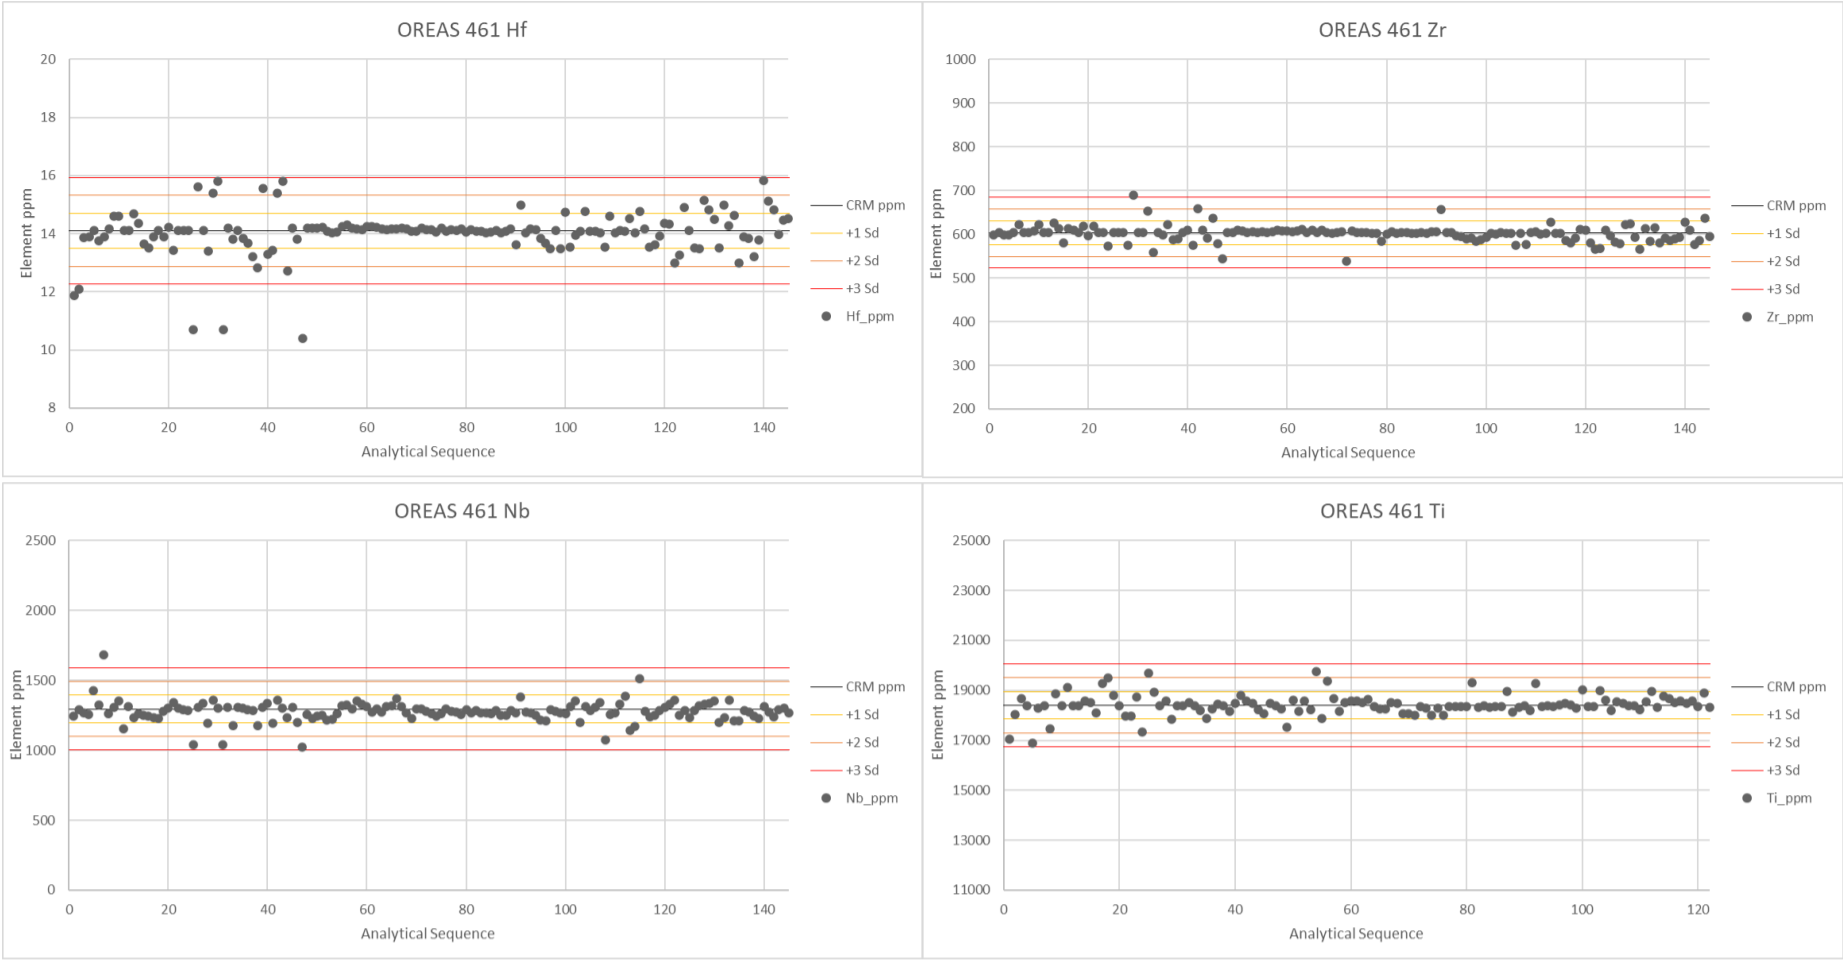 OREAS 461 Hf
20
18
16
14
12
10
8
Element ppm
0 20 40 60 80 100 120 140
Analytical Sequence
CRM ppm
+1 Sd
+2 Sd
+3 Sd
Hf_ppm
OREAS 461 Zr
1000
900
800
700
600
500
400
300
200
Element ppm
0 20 40 60 80 100 120 140
Analytical Sequence
CRM ppm
+1 Sd
+2 Sd
+3 Sd
Zr_ppm
OREAS 461 Nb
2500
2000
1500
1000
500
0
Element ppm
0 20 40 60 80 100 120 140
Analytical Sequence
CRM ppm
+1 Sd
+2 Sd
+3 Sd
Nb_ppm
OREAS 461 Ti
25000
23000
21000
19000
17000
15000
13000
11000
Element ppm
0 20 40 60 80 100 120
Analytical Sequence
CRM ppm
+1 Sd
+2 Sd
+3 Sd
Ti_ppm